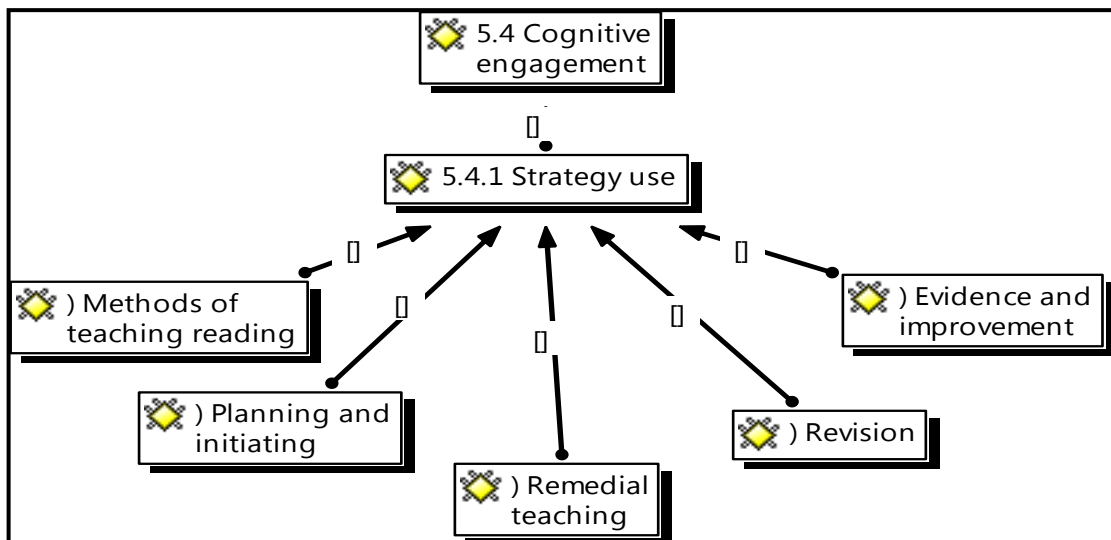 5.4 Cognitive
engagement
[]
5.4.1 Strategy use
[]
[]
[]
[]
[]
) Methods of
teaching reading
) Evidence and
improvement
) Planning and
initiating
) Revision
) Remedial
teaching